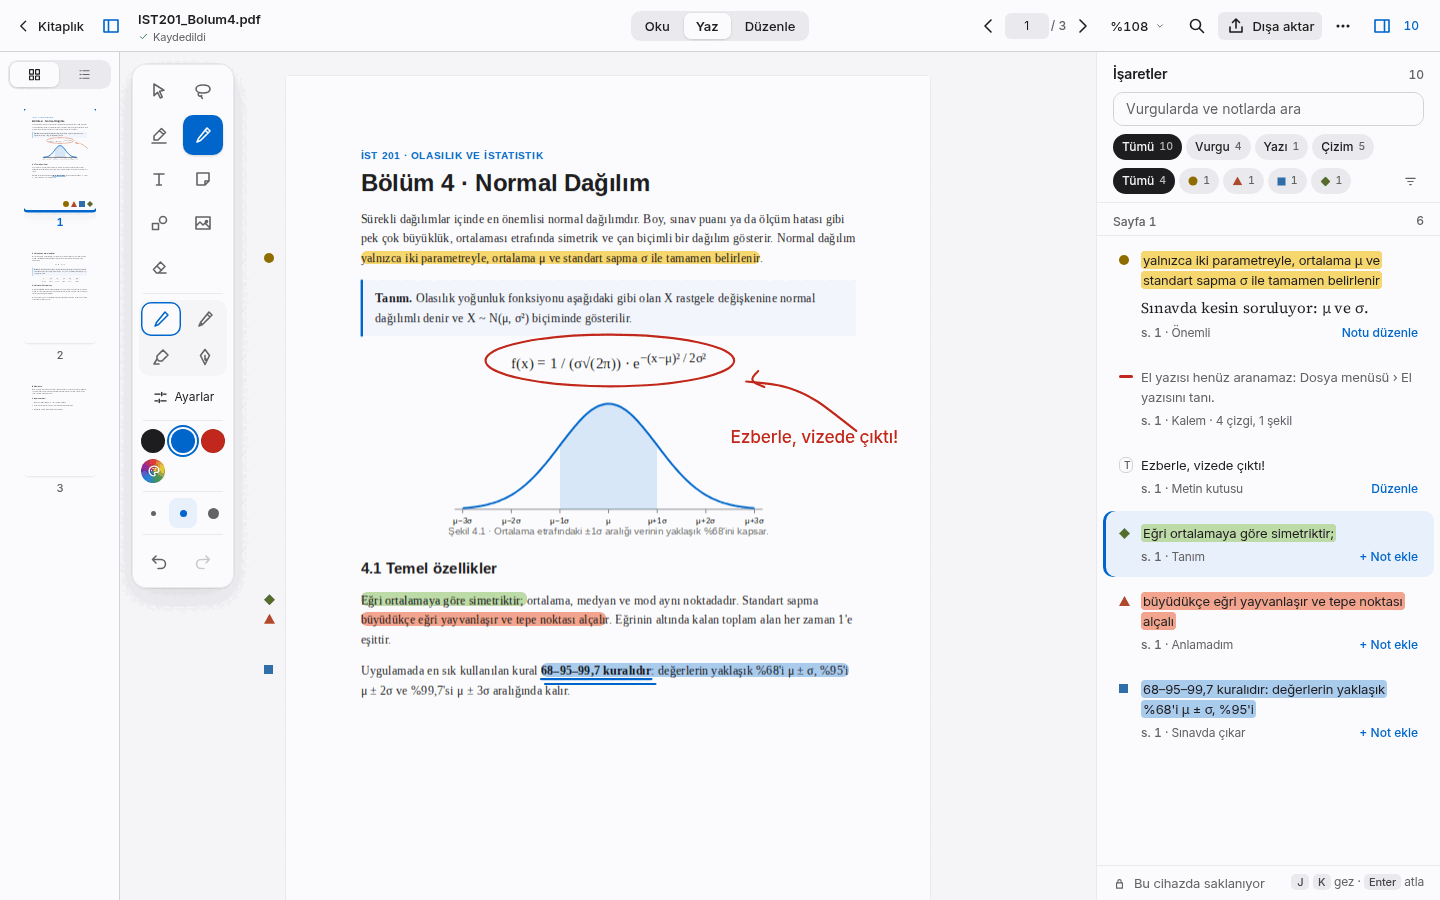 Kitaplık
IST201_Bolum4.pdf
Kaydedildi
Oku
Yaz
Düzenle
1 / 3
%108
Dışa aktar
10
1
2
3
T
Ayarlar
İST 201 · OLASILIK VE İSTATISTIK
Bölüm 4 · Normal Dağılım
Sürekli dağılımlar içinde en önemlisi normal dağılımdır. Boy, sınav puanı ya da ölçüm hatası gibi
pek çok büyüklük, ortalaması etrafında simetrik ve çan biçimli bir dağılım gösterir. Normal dağılım
yalnızca iki parametreyle, ortalama μ ve standart sapma σ ile tamamen belirlenir.
Tanım. Olasılık yoğunluk fonksiyonu aşağıdaki gibi olan X rastgele değişkenine normal
dağılımlı denir ve X ~ N(μ, σ²) biçiminde gösterilir.
f(x) = 1 / (σ√(2π)) · e−(x−μ)² / 2σ²
Ezberle, vizede çıktı!
μ−3σ μ−2σ μ−1σ μ μ+1σ μ+2σ μ+3σ
Şekil 4.1 · Ortalama etrafındaki ±1σ aralığı verinin yaklaşık %68'ini kapsar.
4.1 Temel özellikler
Eğri ortalamaya göre simetriktir; ortalama, medyan ve mod aynı noktadadır. Standart sapma
büyüdükçe eğri yayvanlaşır ve tepe noktası alçalır. Eğrinin altında kalan toplam alan her zaman 1'e
eşittir.
Uygulamada en sık kullanılan kural 68–95–99,7 kuralıdır: değerlerin yaklaşık %68'i μ ± σ, %95'i
μ ± 2σ ve %99,7'si μ ± 3σ aralığında kalır.
İşaretler
10
Vurgularda ve notlarda ara
Tümü 10
Vurgu 4
Yazı 1
Çizim 5
Tümü 4
1
1
1
1
Sayfa 1
6
yalnızca iki parametreyle, ortalama μ ve
standart sapma σ ile tamamen belirlenir
Sınavda kesin soruluyor: μ ve σ.
s. 1 · Önemli
Notu düzenle
El yazısı henüz aranamaz: Dosya menüsü › El
yazısını tanı.
s. 1 · Kalem · 4 çizgi, 1 şekil
T
Ezberle, vizede çıktı!
s. 1 · Metin kutusu
Düzenle
Eğri ortalamaya göre simetriktir;
s. 1 · Tanım
+ Not ekle
büyüdükçe eğri yayvanlaşır ve tepe noktası
alçalı
s. 1 · Anlamadım
+ Not ekle
68–95–99,7 kuralıdır: değerlerin yaklaşık
%68'i μ ± σ, %95'i
s. 1 · Sınavda çıkar
+ Not ekle
Bu cihazda saklanıyor
J K gez · Enter atla